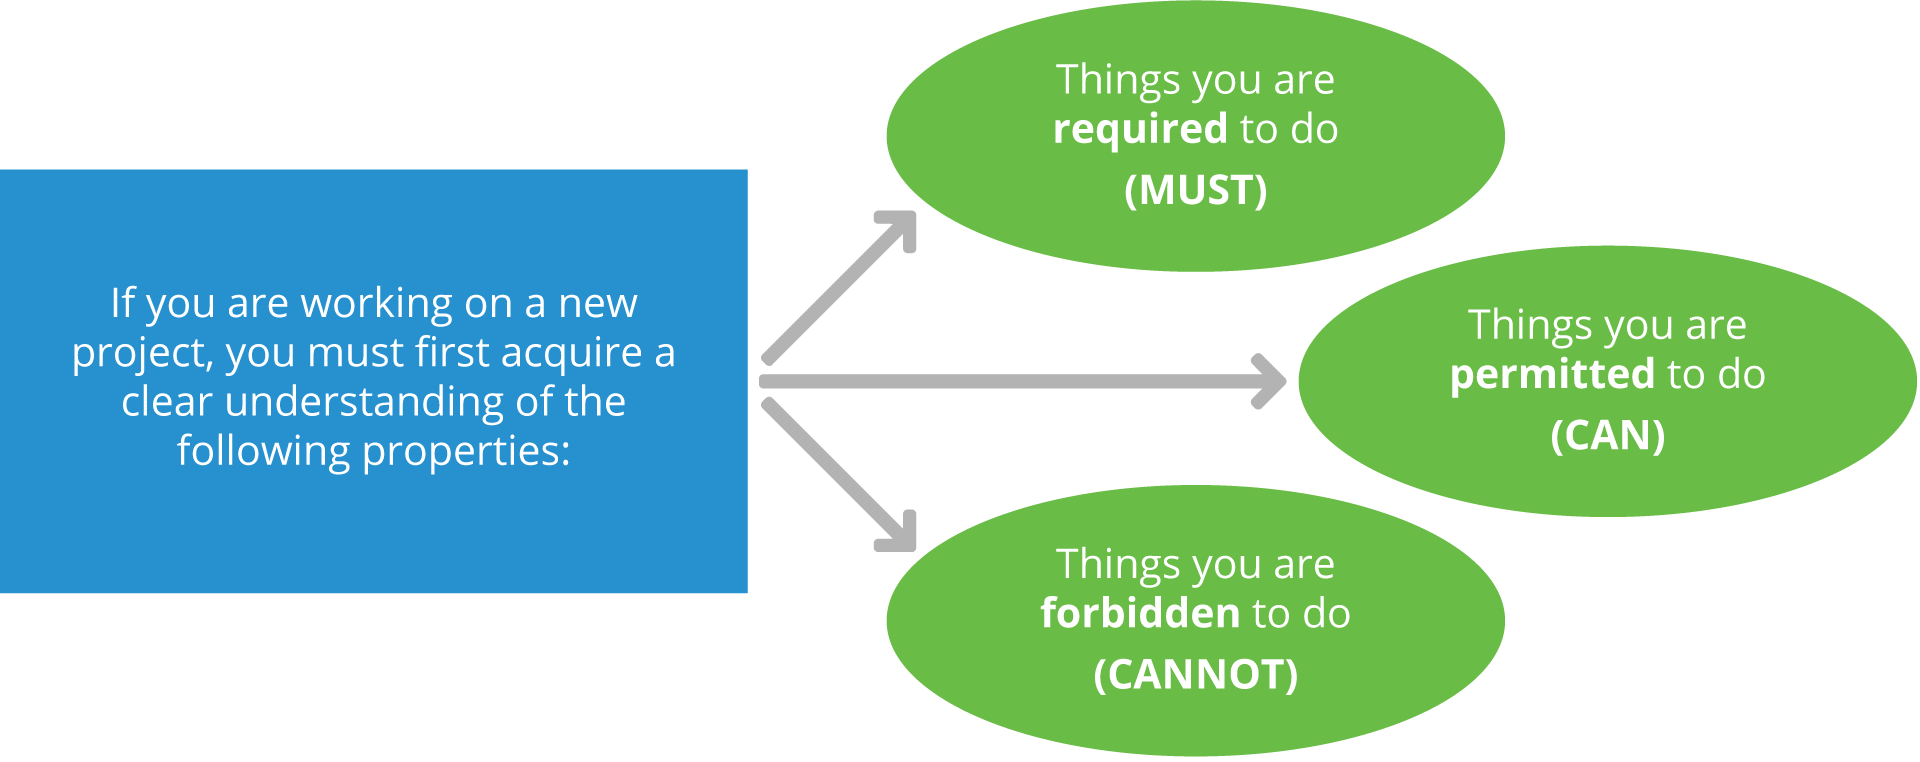 If you are working on a new
project, you must first acquire a
clear understanding of the
following properties:
Things you are
required to do
(MUST)
Things you are
permitted to do
(CAN)
Things you are
forbidden to do
(CANNOT)